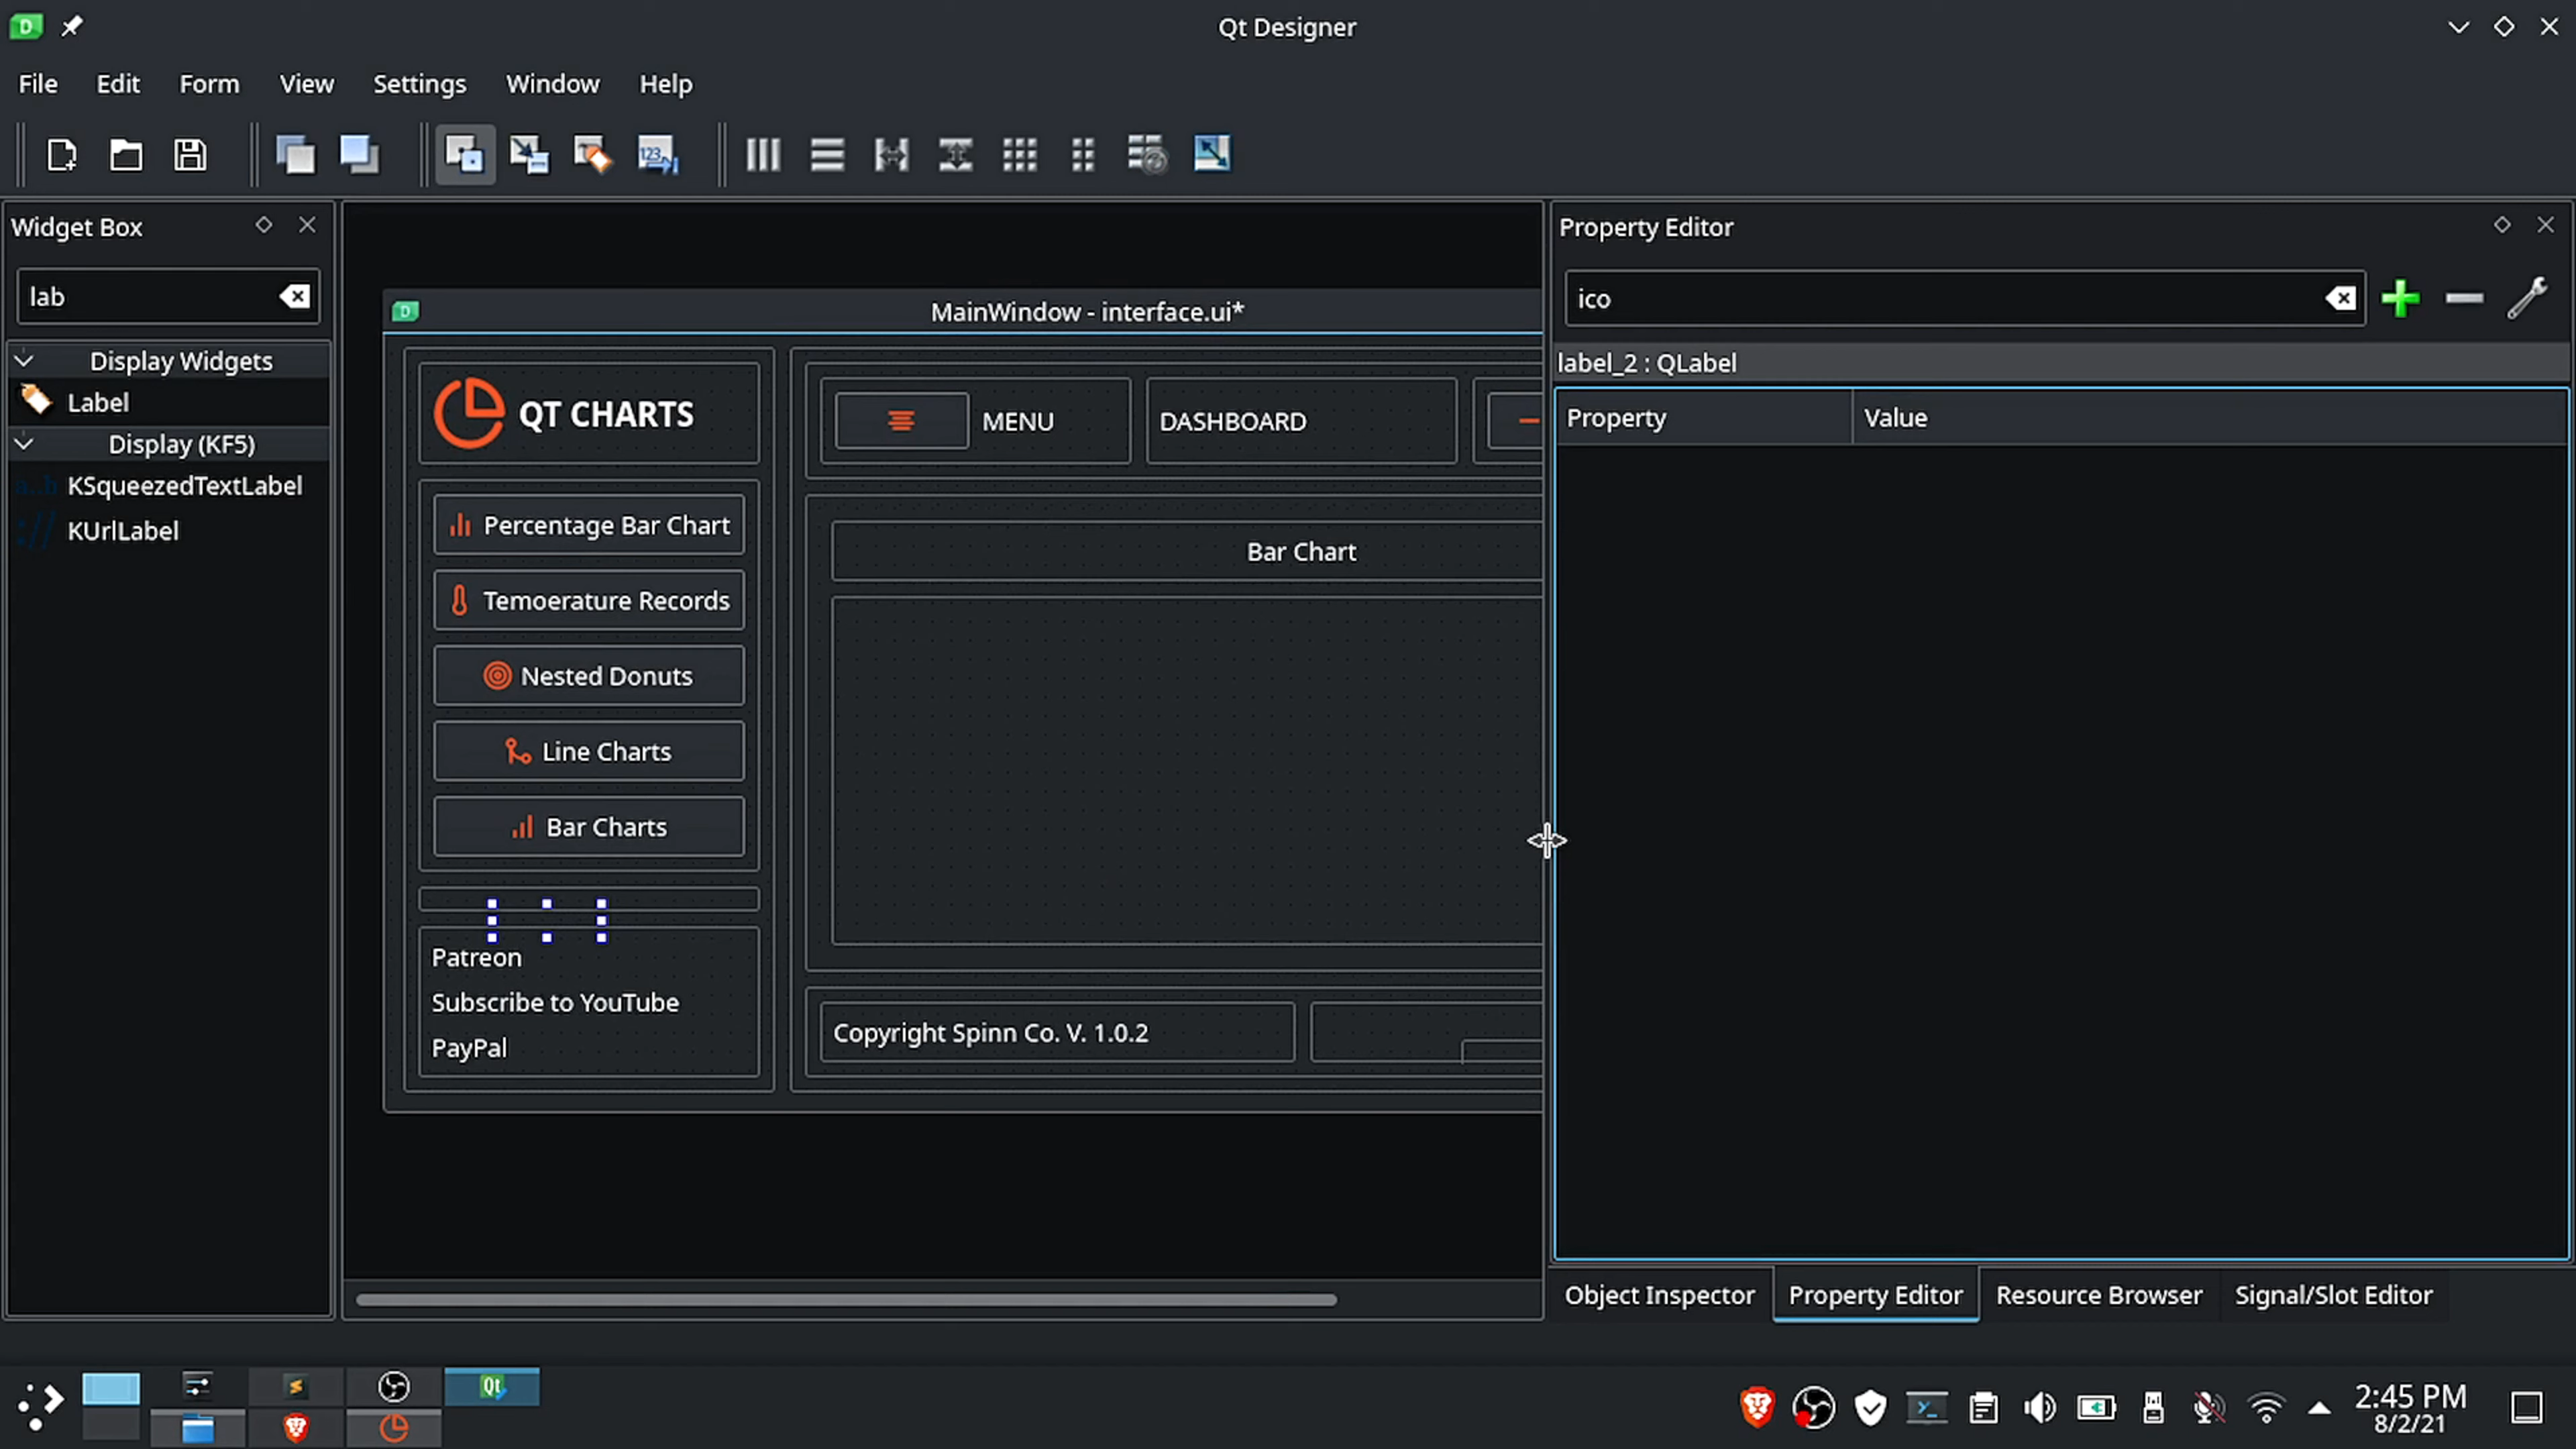 Qt Designer
File Edit Form View Settings Help Window Help
Widget Box
lab
Display Widgets
Label
Display (KF5)
KSqueezedTextLabel
KUrlLabel
MainWindow - interface.ui*
QT CHARTS
MENU
DASHBOARD
Percentage Bar Chart
Temoerature Records
Nested Donuts
Line Charts
Bar Charts
Patreon
Subscribe to YouTube
PayPal
Bar Chart
Copyright Spinn Co. V. 1.0.2
Property Editor
ico
label_2 : QLabel
Property Value
Object Inspector Property Editor Resource Browser Signal/Slot Editor
2:45 PM
8/2/21